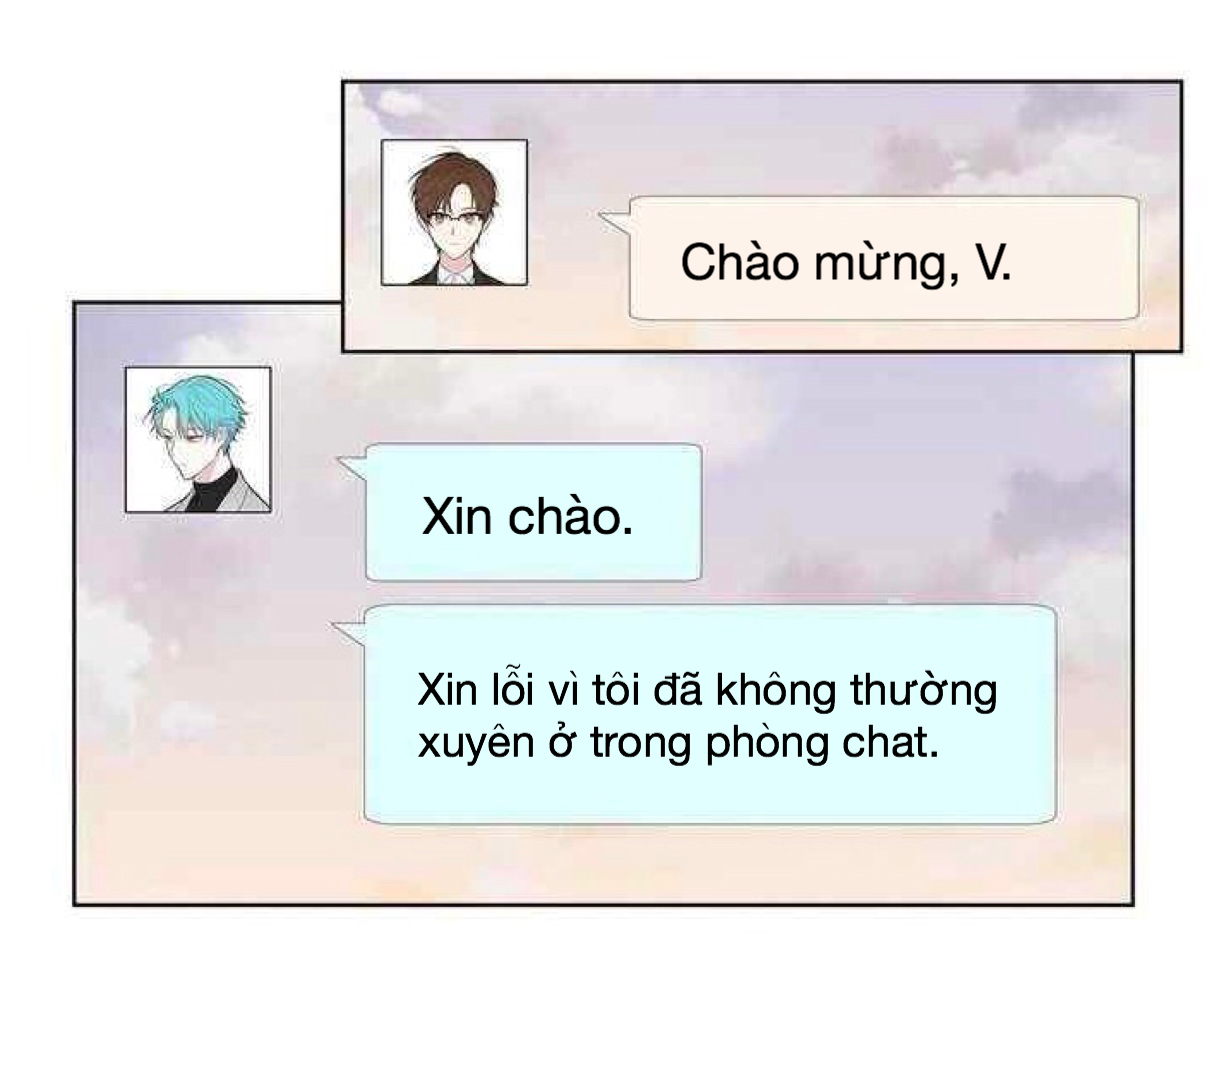 Chào mừng, V.
Xin chào.
Xin lỗi vì tôi đã không thường
xuyên ở trong phòng chat.